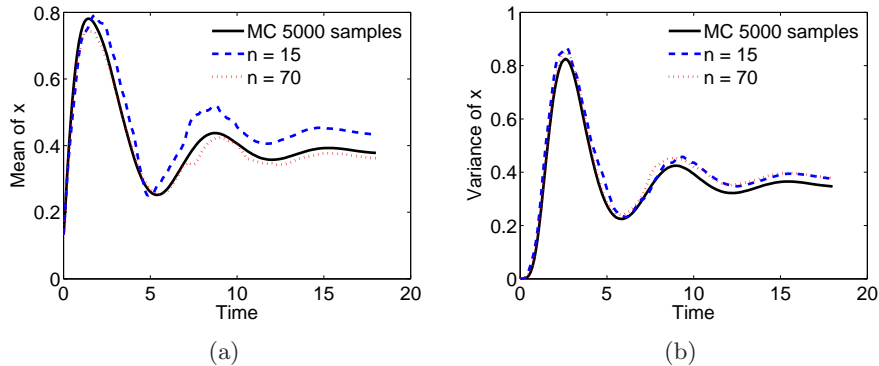 0.8
0.6
0.4
0.2
0
Mean of x
0
5
10
15
20
Time
MC 5000 samples
n = 15
n = 70
(a)
1
0.8
0.6
0.4
0.2
0
Variance of x
0
5
10
15
20
Time
MC 5000 samples
n = 15
n = 70
(b)